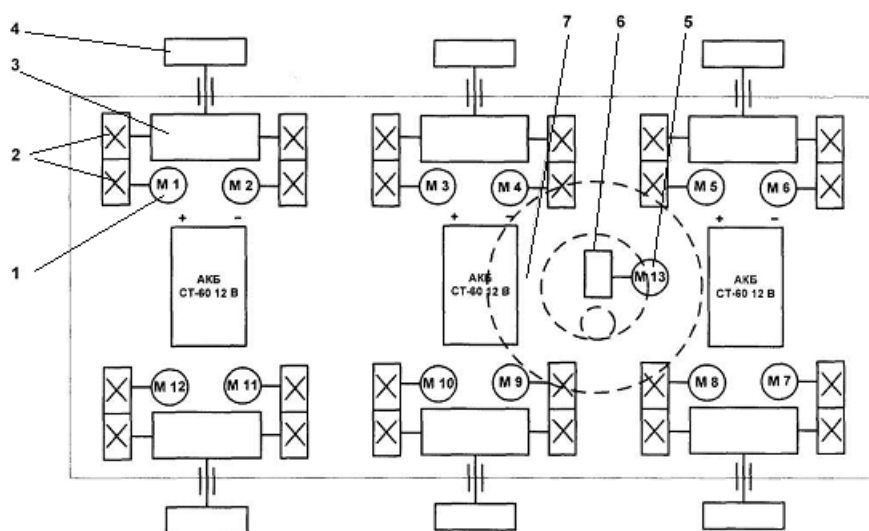 4
7
6
5
3
2
М 1
М 2
М 3
М 4
М 5
М 6
+
−
+
−
+
−
1
АКБ
СТ-60 12 В
АКБ
СТ-60 12 В
М 13
АКБ
СТ-60 12 В
М 12
М 11
М 10
М 9
М 8
М 7